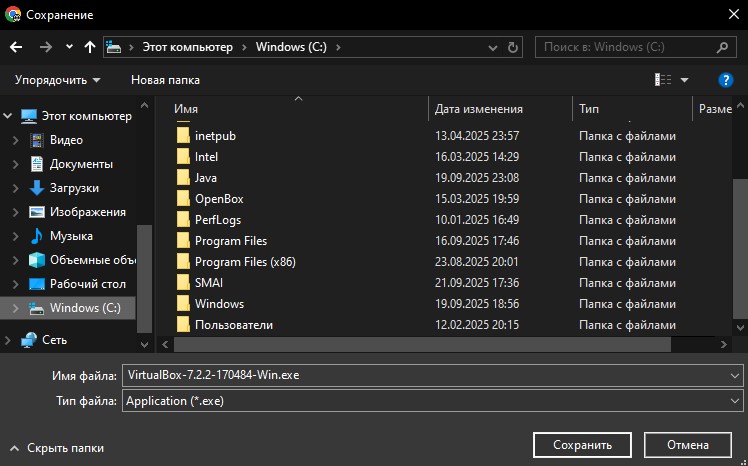 Сохранение
Этот компьютер > Windows (C:) >
Поиск в: Windows (C:)
Упорядочить Новая папка
Имя Дата изменения Тип Разме
Этот компьютер
Видео
Документы
Загрузки
Изображения
Музыка
Объемные объе
Рабочий стол
Windows (C:)
Сеть
inetpub 13.04.2025 23:57 Папка с файлами
Intel 16.03.2025 14:29 Папка с файлами
Java 19.09.2025 23:08 Папка с файлами
OpenBox 15.03.2025 19:59 Папка с файлами
PerfLogs 10.01.2025 16:49 Папка с файлами
Program Files 16.09.2025 17:46 Папка с файлами
Program Files (x86) 23.08.2025 20:01 Папка с файлами
SMAI 21.09.2025 17:36 Папка с файлами
Windows 19.09.2025 18:56 Папка с файлами
Пользователи 12.02.2025 20:15 Папка с файлами
Имя файла: VirtualBox-7.2.2-170484-Win.exe
Тип файла: Application (*.exe)
Скрыть папки
Сохранить Отмена